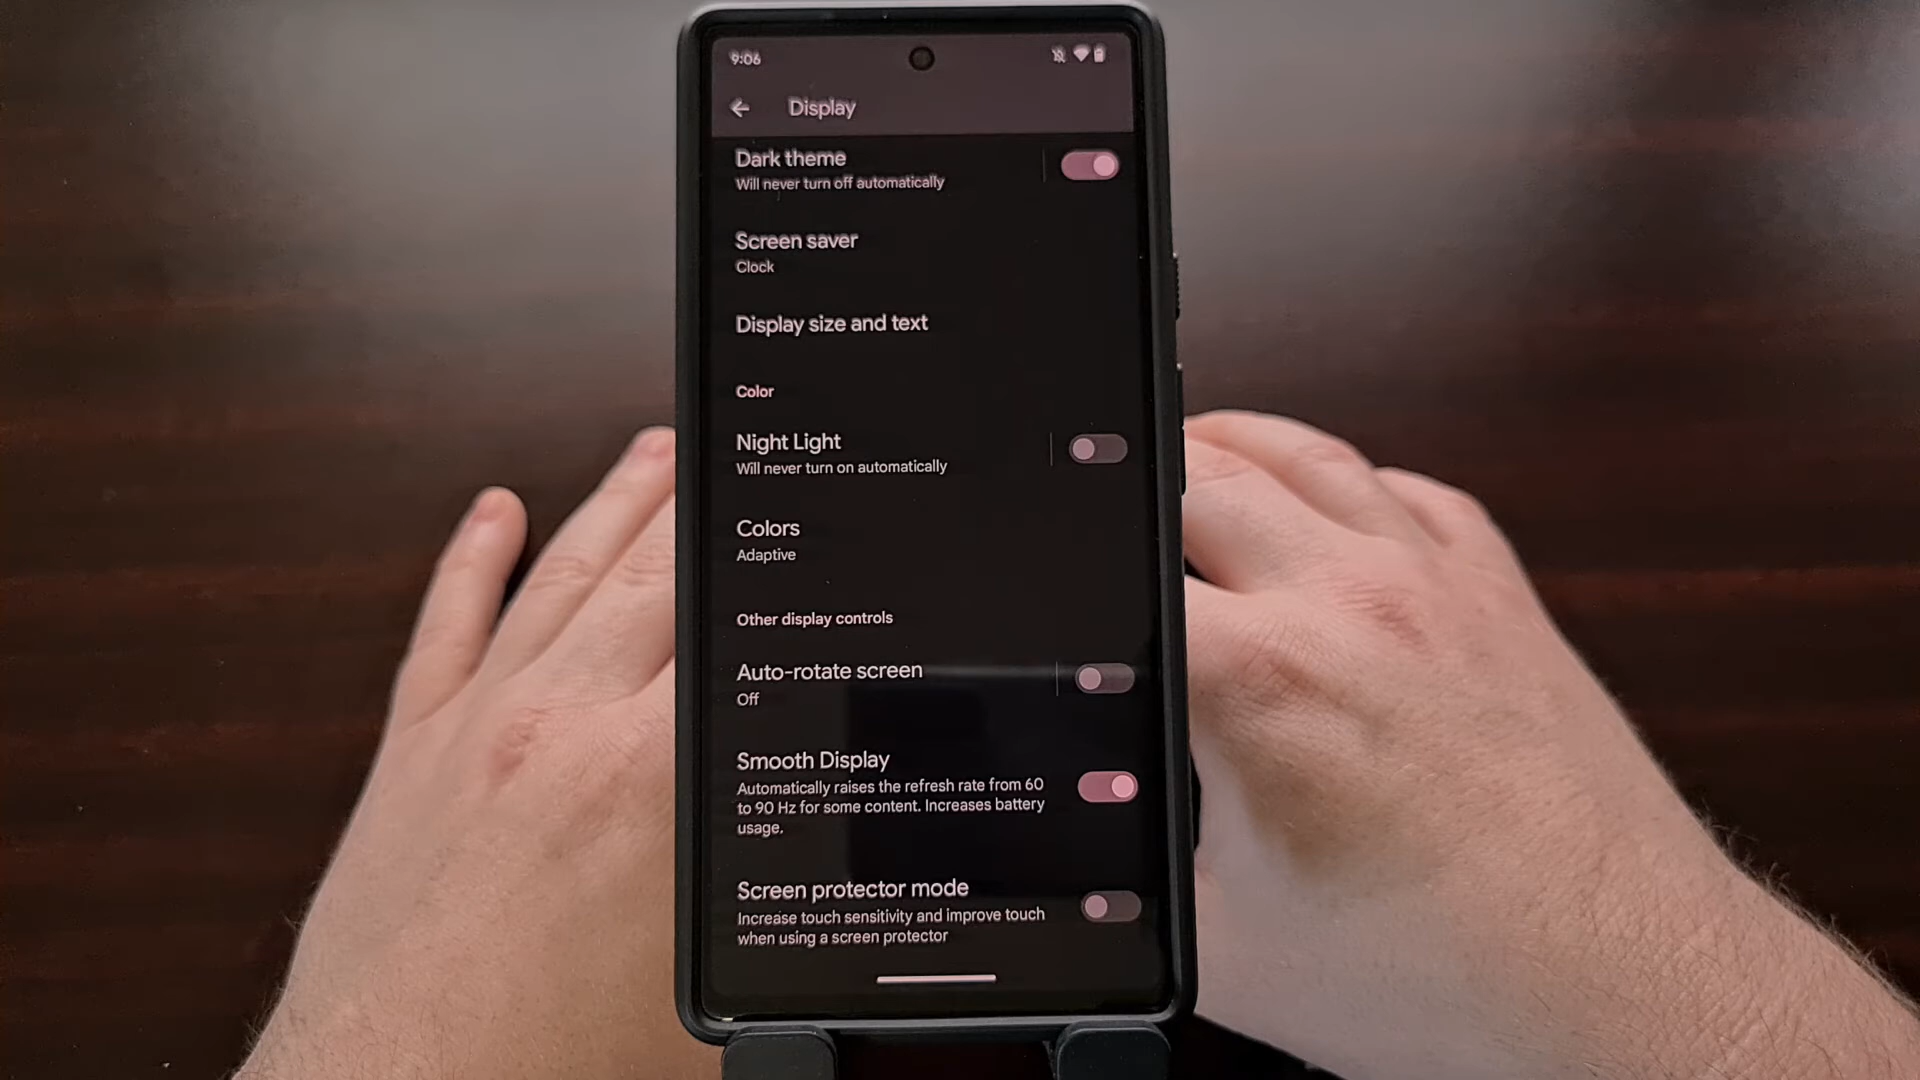 9:06
Display
Dark theme
Will never turn off automatically
Screen saver
Clock
Display size and text
Color
Night Light
Will never turn on automatically
Colors
Adaptive
Other display controls
Auto-rotate screen
Off
Smooth Display
Automatically raises the refresh rate from 60
to 90 Hz for some content. Increases battery
usage.
Screen protector mode
Increase touch sensitivity and improve touch
when using a screen protector